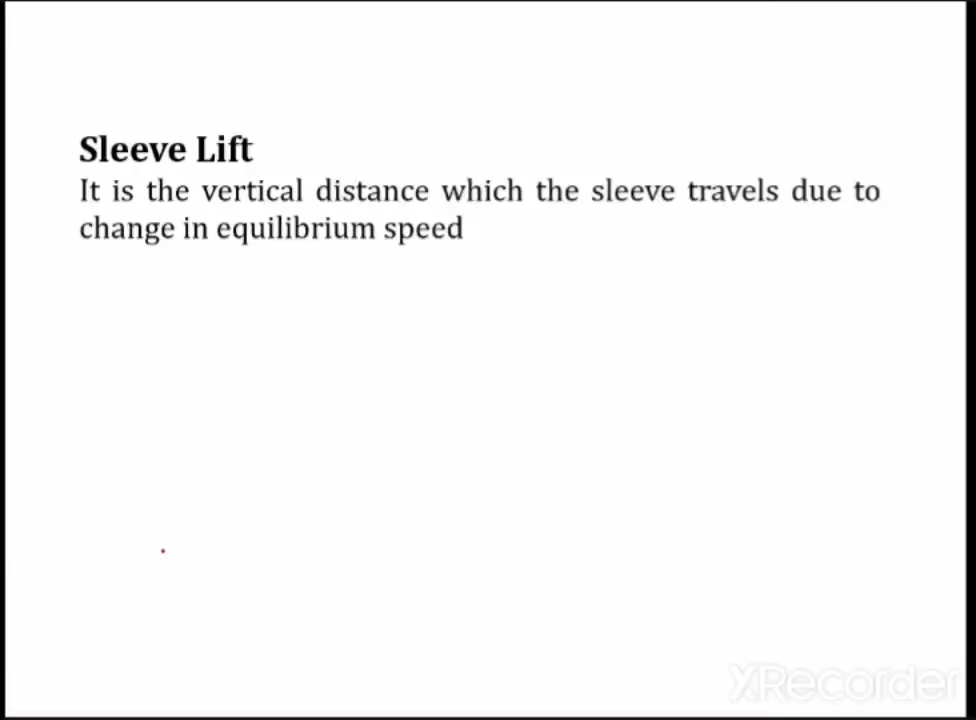 Sleeve Lift
It is the vertical distance which the sleeve travels due to
change in equilibrium speed
XRecorder